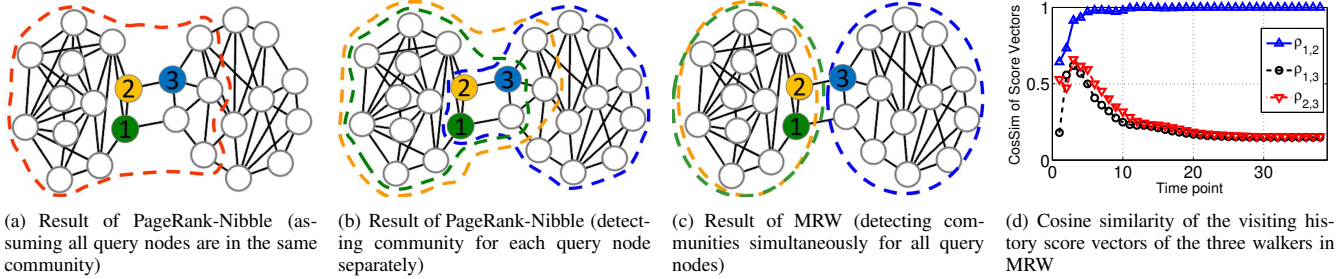 2
3
1
2
3
1
2
3
1
CosSim of Score Vectors
1
0.5
0
0
10
20
30
Time point
ρ1,2
ρ1,3
ρ2,3
(a) Result of PageRank-Nibble (as-
suming all query nodes are in the same
community)
(b) Result of PageRank-Nibble (detect-
ing community for each query node
separately)
(c) Result of MRW (detecting com-
munities simultaneously for all query
nodes)
(d) Cosine similarity of the visiting his-
tory score vectors of the three walkers in
MRW